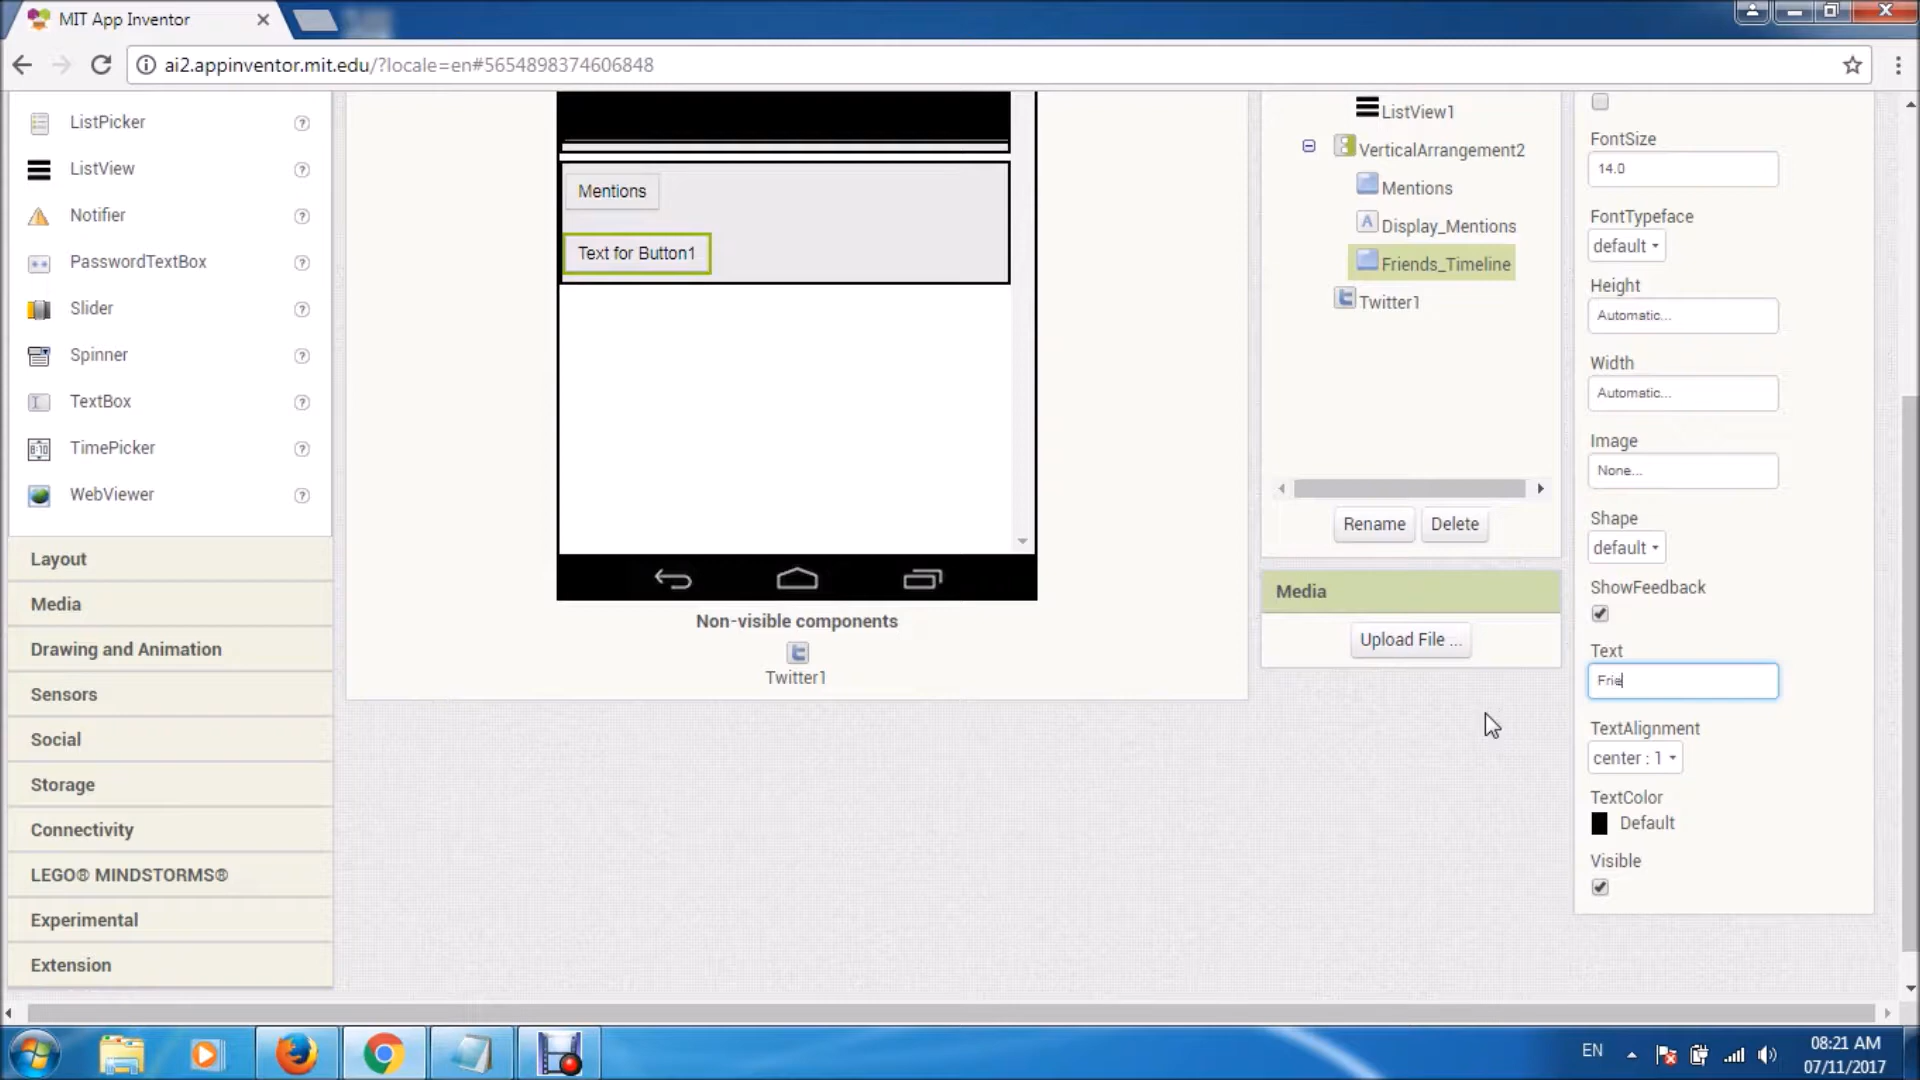 MIT App Inventor
ai2.appinventor.mit.edu/?locale=en#5654898374606848
ListPicker
ListView
Notifier
PasswordTextBox
Slider
Spinner
TextBox
TimePicker
WebViewer
Layout
Media
Drawing and Animation
Sensors
Social
Storage
Connectivity
LEGO® MINDSTORMS®
Experimental
Extension
Mentions
Text for Button1
Non-visible components
Twitter1
ListView1
VerticalArrangement2
Mentions
Display_Mentions
Friends_Timeline
Twitter1
Rename Delete
Media
Upload File ...
FontSize
14.0
FontTypeface
default
Height
Automatic...
Width
Automatic...
Image
None...
Shape
default
ShowFeedback
Text
Frie
TextAlignment
center : 1
TextColor
Default
Visible
EN
08:21 AM
07/11/2017